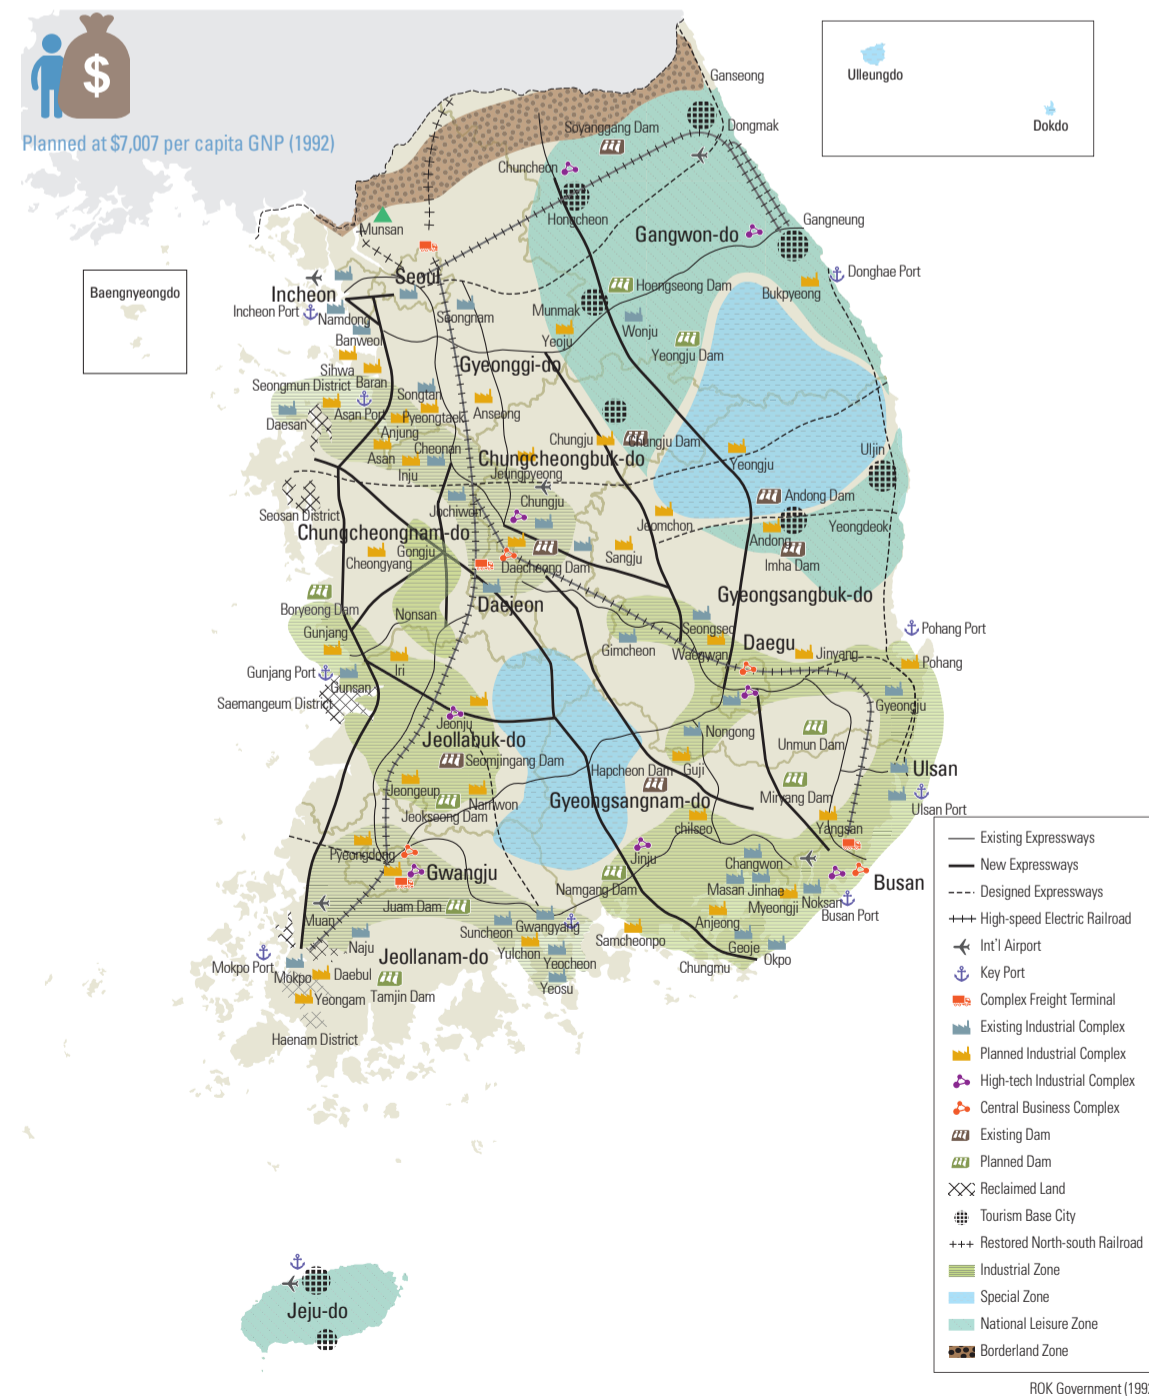 $
Planned at $7,007 per capita GNP (1992)
Ulleungdo
Dokdo
Baengnyeongdo
Ganseong
Soyanggang Dam
Dongmak
Chuncheon
Hongcheon
Munsan
Gangneung
Gangwon-do
Seoul
Donghae Port
Hoengseong Dam
Bukpyeong
Incheon
Incheon Port
Namdong
Seongnam
Munmak
Wonju
Banweol
Yeoju
Yeongju Dam
Gyeonggi-do
Sihwa
Baran
Seongmun District
Songtan
Asan Port
Pyeongtaek
Anseong
Daesan
Anjung
Chungju
Chungju Dam
Cheonan
Asan
Chungcheongbuk-do
Yeongju
Uljin
Inju
Jeungpyeong
Jochiwon
Chungju
Andong Dam
Seosan District
Jeomchon
Yeongdeok
Chungcheongnam-do
Andong
Gongju
Cheongyang
Sangju
Imha Dam
Daecheong Dam
Boryeong Dam
Daejeon
Gyeongsangbuk-do
Nonsan
Gunjang
Seongseo
Pohang Port
Gimcheon
Waegwan
Daegu
Jinyang
Pohang
Iri
Gunjang Port
Gunsan
Saemangeum District
Gyeongju
Jeonju
Nongong
Jeollabuk-do
Unmun Dam
Seomjingang Dam
Hapcheon Dam
Guji
Ulsan
Jeongeup
Namwon
Gyeongsangnam-do
Miryang Dam
Ulsan Port
Jeokseong Dam
chilseo
Yangsan
Pyeongdong
Jinju
Changwon
Gwangju
Namgang Dam
Masan
Jinhae
Busan
Myeongji
Noksan
Juam Dam
Busan Port
Muan
Suncheon
Gwangyang
Anjeong
Naju
Samcheonpo
Geoje
Yulchon
Yeocheon
Okpo
Jeollanam-do
Chungmu
Mokpo Port
Mokpo
Daebul
Yeosu
Yeongam
Tamjin Dam
Haenam District
Jeju-do
Existing Expressways
New Expressways
Designed Expressways
High-speed Electric Railroad
Int'l Airport
Key Port
Complex Freight Terminal
Existing Industrial Complex
Planned Industrial Complex
High-tech Industrial Complex
Central Business Complex
Existing Dam
Planned Dam
Reclaimed Land
Tourism Base City
Restored North-south Railroad
Industrial Zone
Special Zone
National Leisure Zone
Borderland Zone
ROK Government (1992